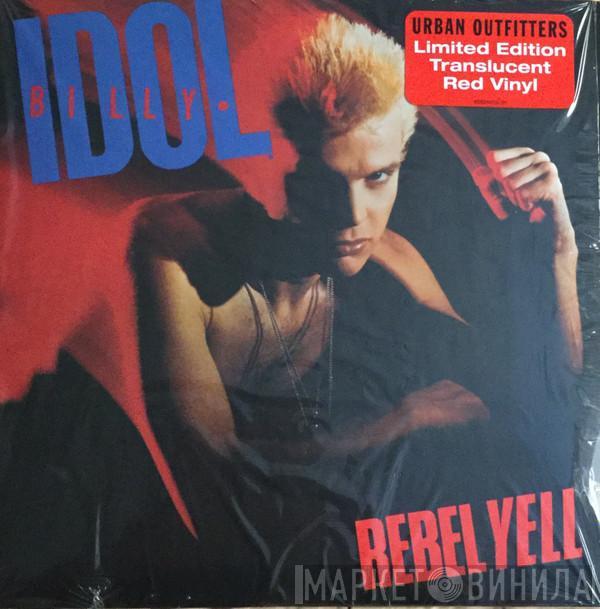 IDOL
BILLY
URBAN OUTFITTERS
Limited Edition
Translucent
Red Vinyl
REBEL YELL
МАРКЕТ ВИНИЛА